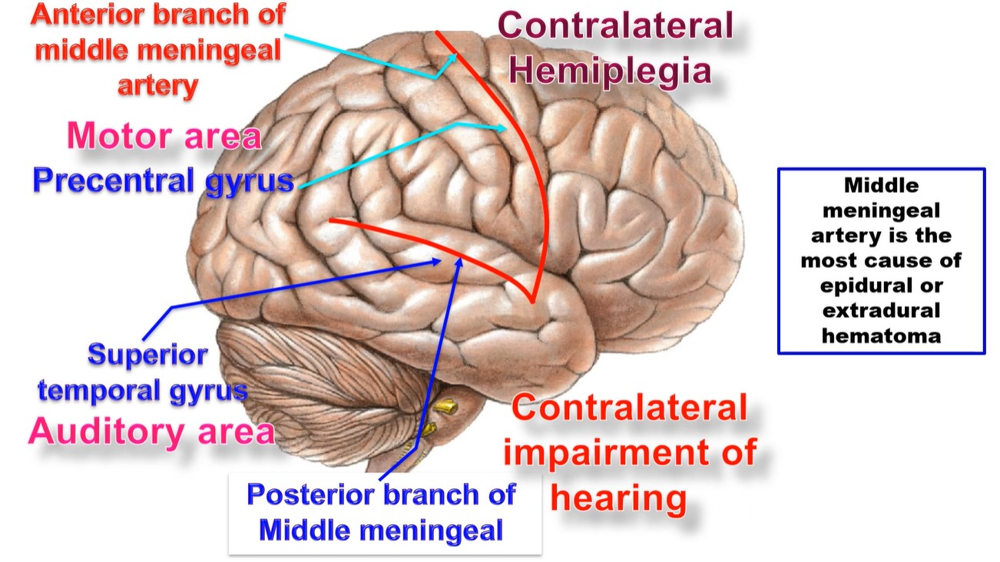 Anterior branch of
middle meningeal
artery
Contralateral
Hemiplegia
Motor area
Precentral gyrus
Middle
meningeal
artery is the
most cause of
epidural or
extradural
hematoma
Superior
temporal gyrus
Auditory area
Contralateral
impairment of
hearing
Posterior branch of
Middle meningeal